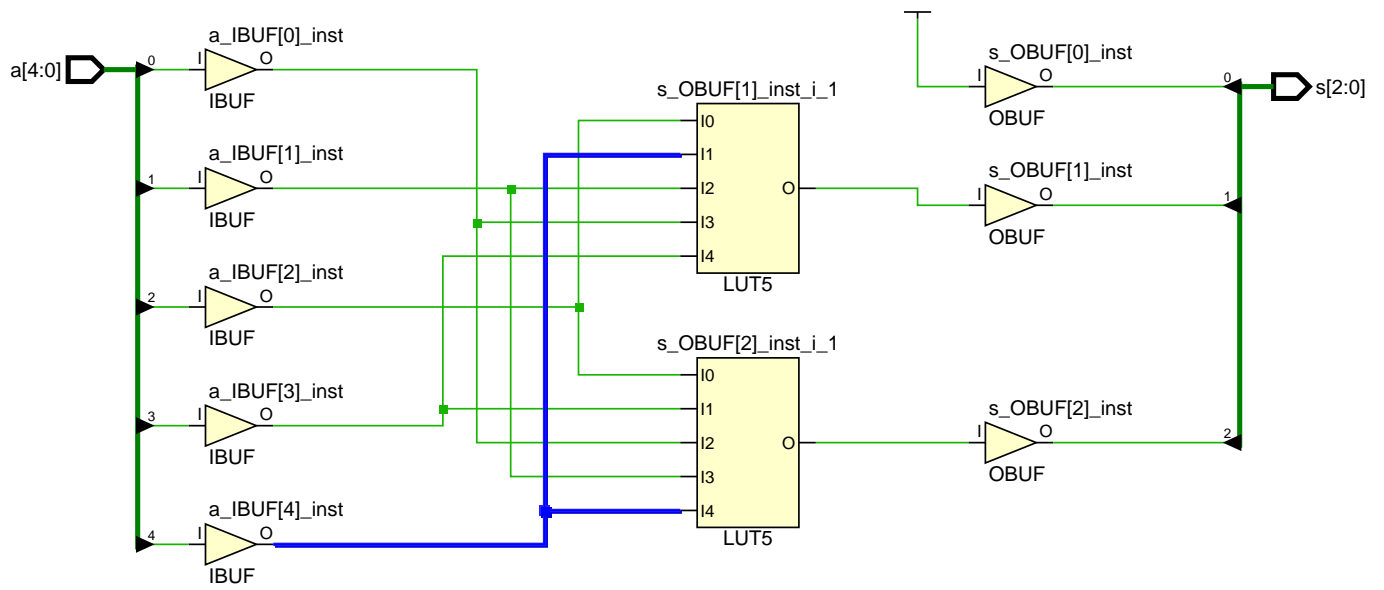 a[4:0]
0
1
2
3
4
a_IBUF[0]_inst
I
O
IBUF
a_IBUF[1]_inst
I
O
IBUF
a_IBUF[2]_inst
I
O
IBUF
a_IBUF[3]_inst
I
O
IBUF
a_IBUF[4]_inst
I
O
IBUF
s_OBUF[1]_inst_i_1
I0
I1
I2
I3
I4
O
LUT5
s_OBUF[2]_inst_i_1
I0
I1
I2
I3
I4
O
LUT5
s_OBUF[0]_inst
I
O
OBUF
s_OBUF[1]_inst
I
O
OBUF
s_OBUF[2]_inst
I
O
OBUF
0
1
2
s[2:0]